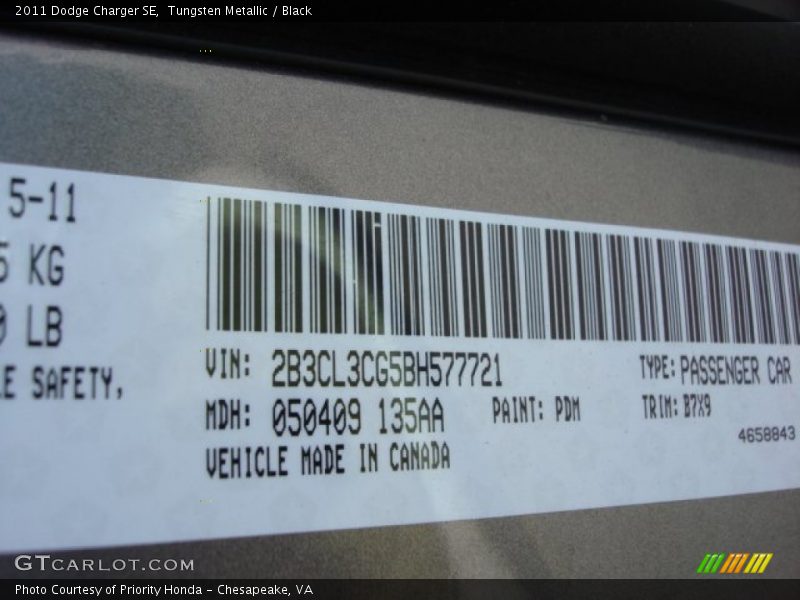 2011 Dodge Charger SE, Tungsten Metallic / Black
5-11
5 KG
0 LB
LE SAFETY,
VIN: 2B3CL3CG5BH577721
TYPE: PASSENGER CAR
MDH: 050409 135AA
PAINT: PDM
TRIM: B7X9
VEHICLE MADE IN CANADA
4658843
GTCARLOT.COM
Photo Courtesy of Priority Honda - Chesapeake, VA